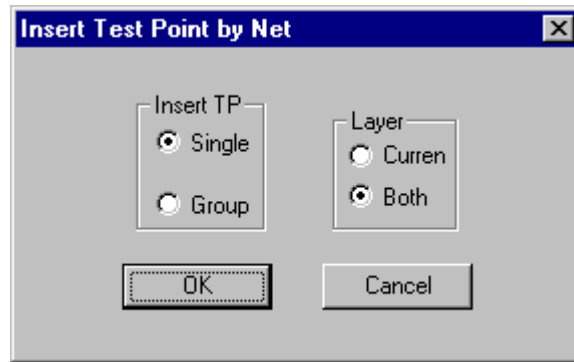 Insert Test Point by Net
Insert TP
Single
Group
Layer
Curren
Both
OK
Cancel